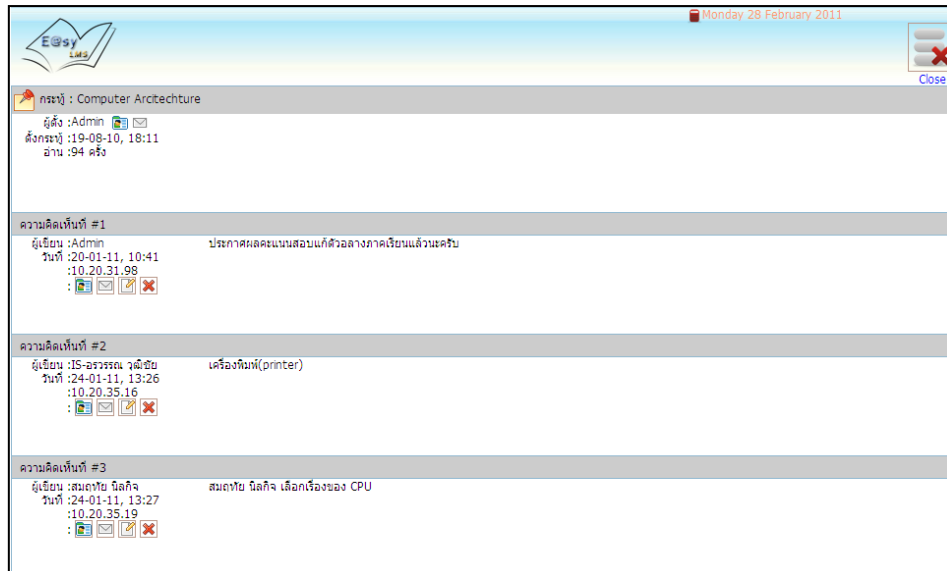 Monday 28 February 2011
E@sy
LMS
Close
กระทู้ : Computer Arcitechture
ผู้ตั้ง :Admin
ตั้งกระทู้ :19-08-10, 18:11
อ่าน :94 ครั้ง
ความคิดเห็นที่ #1
ผู้เขียน :Admin ประกาศผลคะแนนสอบแก้ตัวอลางภาคเรียนแล้วนะครับ
วันที่ :20-01-11, 10:41
:10.20.31.98
:
ความคิดเห็นที่ #2
ผู้เขียน :IS-อรวรรณ วุฒิชัย เครื่องพิมพ์(printer)
วันที่ :24-01-11, 13:26
:10.20.35.16
:
ความคิดเห็นที่ #3
ผู้เขียน :สมฤทัย นิลกิจ สมฤทัย นิลกิจ เลือกเรื่องของ CPU
วันที่ :24-01-11, 13:27
:10.20.35.19
: